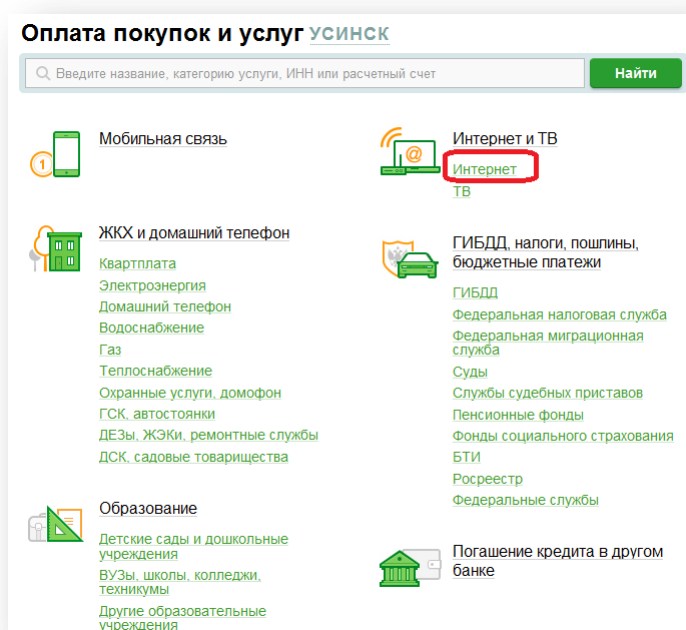 Оплата покупок и услуг УСИНСК
Введите название, категорию услуги, ИНН или расчетный счет
Найти
Мобильная связь
1
ЖКХ и домашний телефон
Квартплата
Электроэнергия
Домашний телефон
Водоснабжение
Газ
Теплоснабжение
Охранные услуги, домофон
ГСК, автостоянки
ДЕЗы, ЖЭКи, ремонтные службы
ДСК, садовые товарищества
Образование
Детские сады и дошкольные
учреждения
ВУЗы, школы, колледжи,
техникумы
Другие образовательные
учреждения
Интернет и ТВ
@
Интернет
ТВ
ГИБДД, налоги, пошлины,
бюджетные платежи
ГИБДД
Федеральная налоговая служба
Федеральная миграционная
служба
Суды
Службы судебных приставов
Пенсионные фонды
Фонды социального страхования
БТИ
Росреестр
Федеральные службы
Погашение кредита в другом
банке